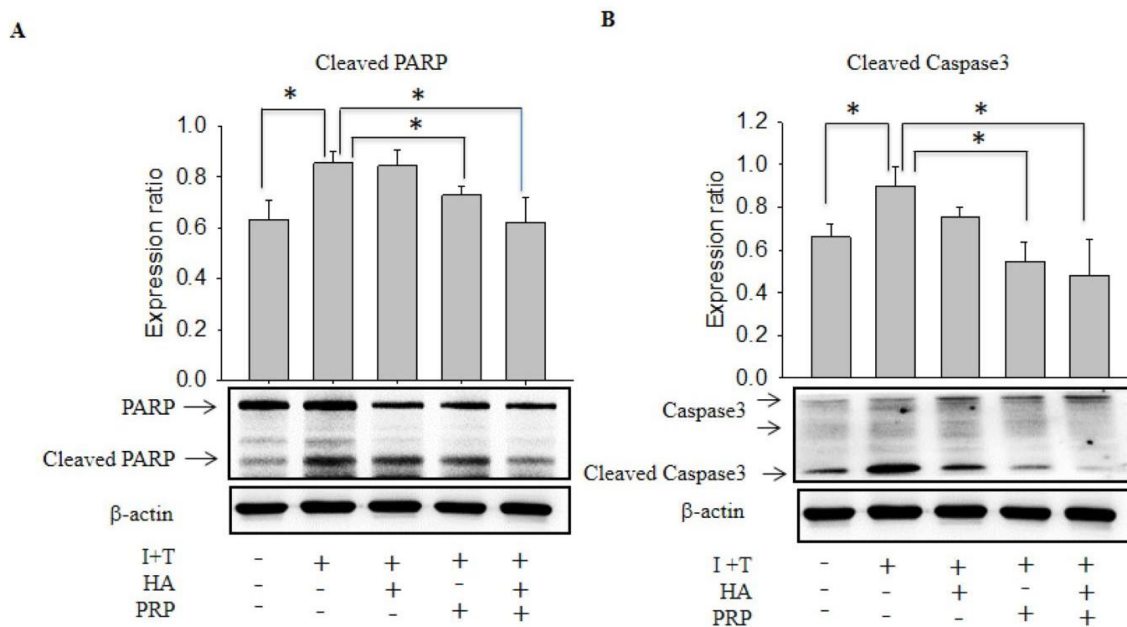 A
Cleaved PARP
* * *
Expression ratio
1.0
0.8
0.6
0.4
0.2
0.0
PARP
Cleaved PARP
β-actin
I+T - + + + +
HA - - + - +
PRP - - - + +
B
Cleaved Caspase3
* * *
Expression ratio
1.2
1.0
0.8
0.6
0.4
0.2
0.0
Caspase3
Cleaved Caspase3
β-actin
I +T - + + + +
HA - - + - +
PRP - - - + +